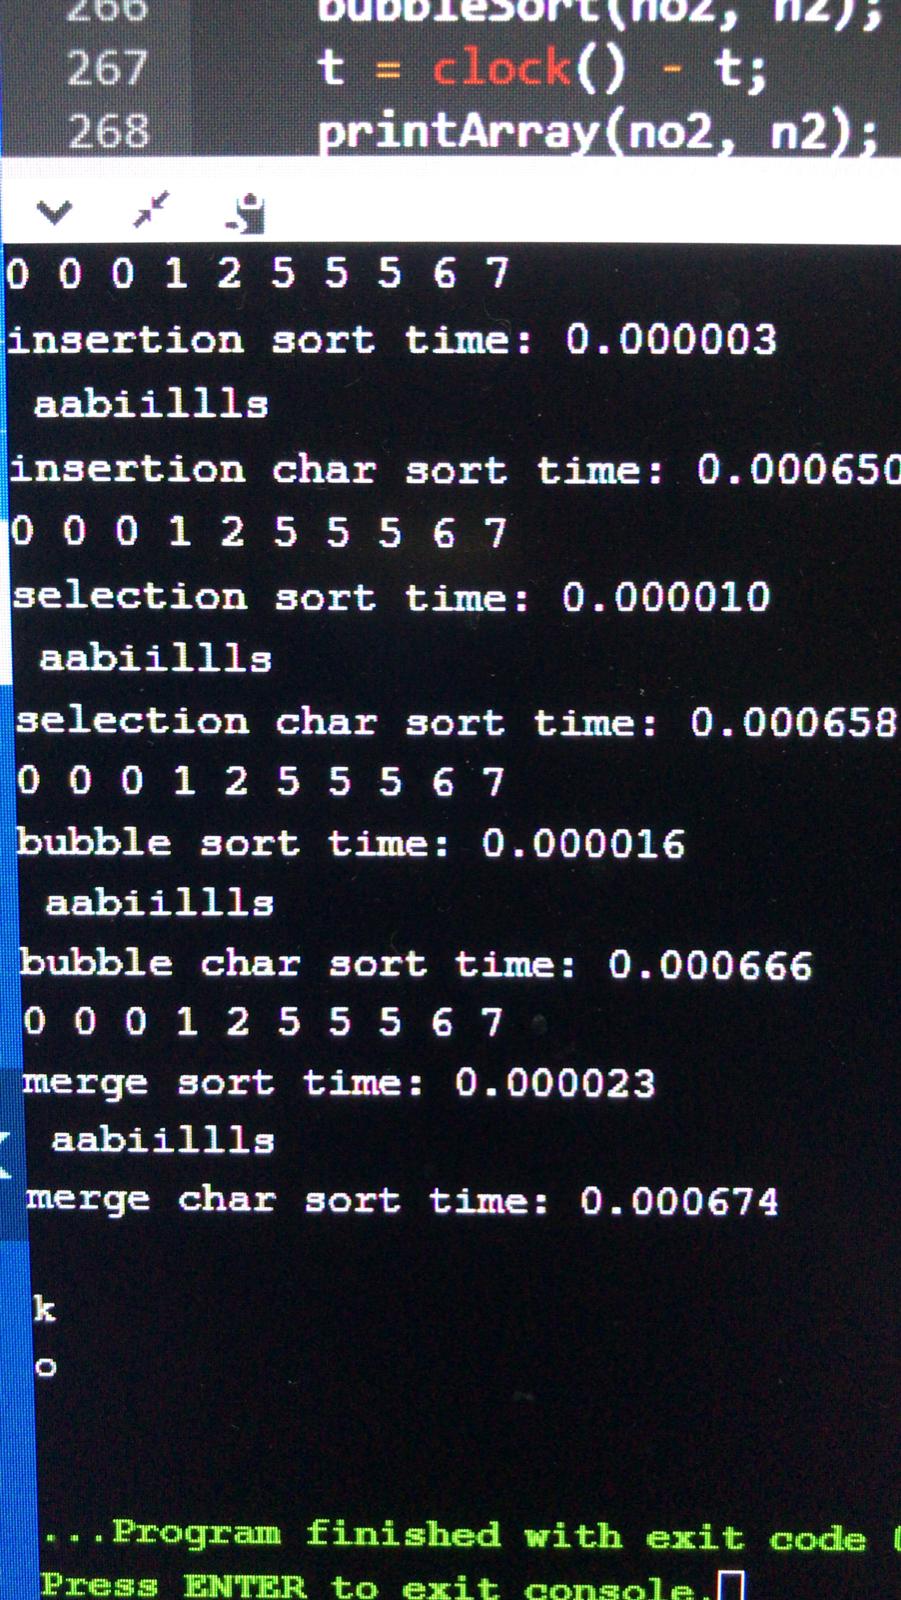 266 bubbleSort(no2, n2);
267 t = clock() - t;
268 printArray(no2, n2);
0 0 0 1 2 5 5 5 6 7
insertion sort time: 0.000003
aabiillls
insertion char sort time: 0.000650
0 0 0 1 2 5 5 5 6 7
selection sort time: 0.000010
aabiillls
selection char sort time: 0.000658
0 0 0 1 2 5 5 5 6 7
bubble sort time: 0.000016
aabiillls
bubble char sort time: 0.000666
0 0 0 1 2 5 5 5 6 7
merge sort time: 0.000023
aabiillls
merge char sort time: 0.000674
k
o
...Program finished with exit code
Press ENTER to exit console.